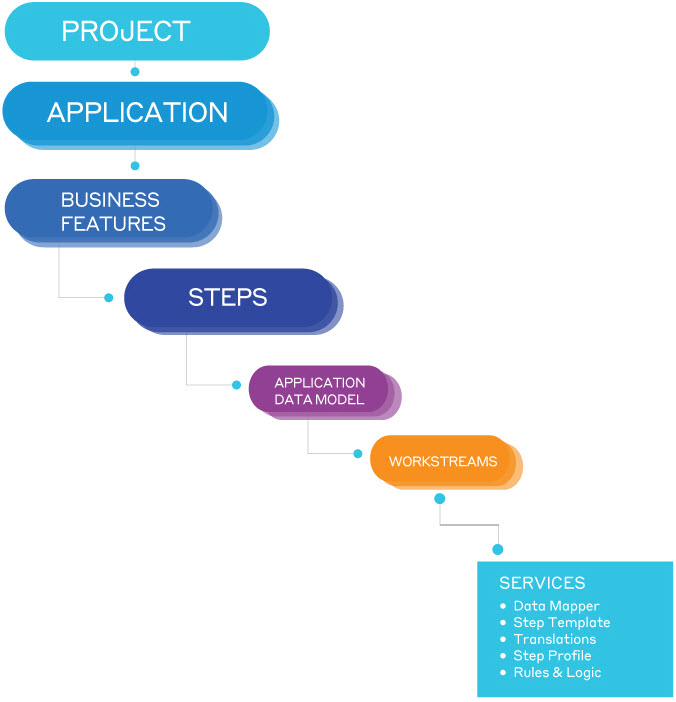 PROJECT
APPLICATION
BUSINESS
FEATURES
STEPS
APPLICATION
DATA MODEL
WORKSTREAMS
SERVICES
• Data Mapper
• Step Template
• Translations
• Step Profile
• Rules & Logic